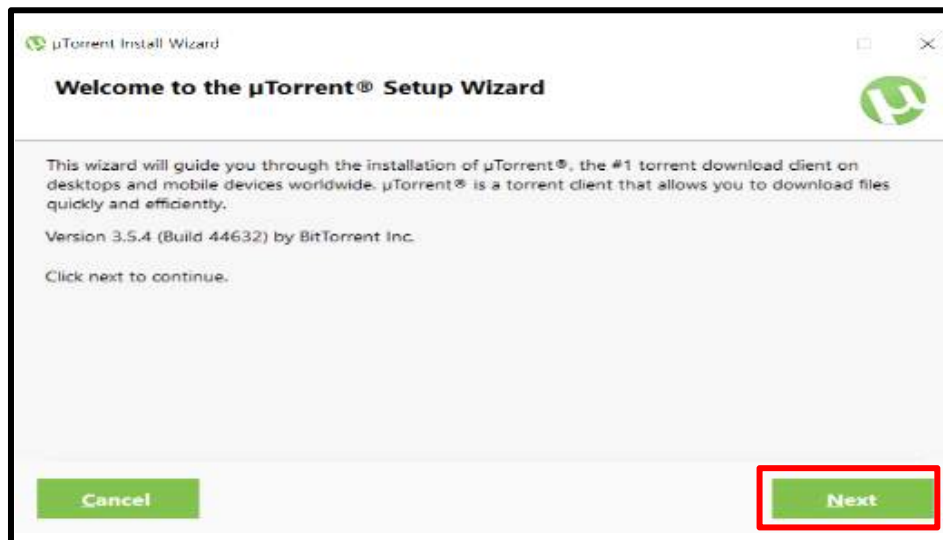 µTorrent Install Wizard
Welcome to the µTorrent® Setup Wizard
This wizard will guide you through the installation of µTorrent®, the #1 torrent download client on
desktops and mobile devices worldwide. µTorrent® is a torrent client that allows you to download files
quickly and efficiently.
Version 3.5.4 (Build 44632) by BitTorrent Inc.
Click next to continue.
Cancel
Next